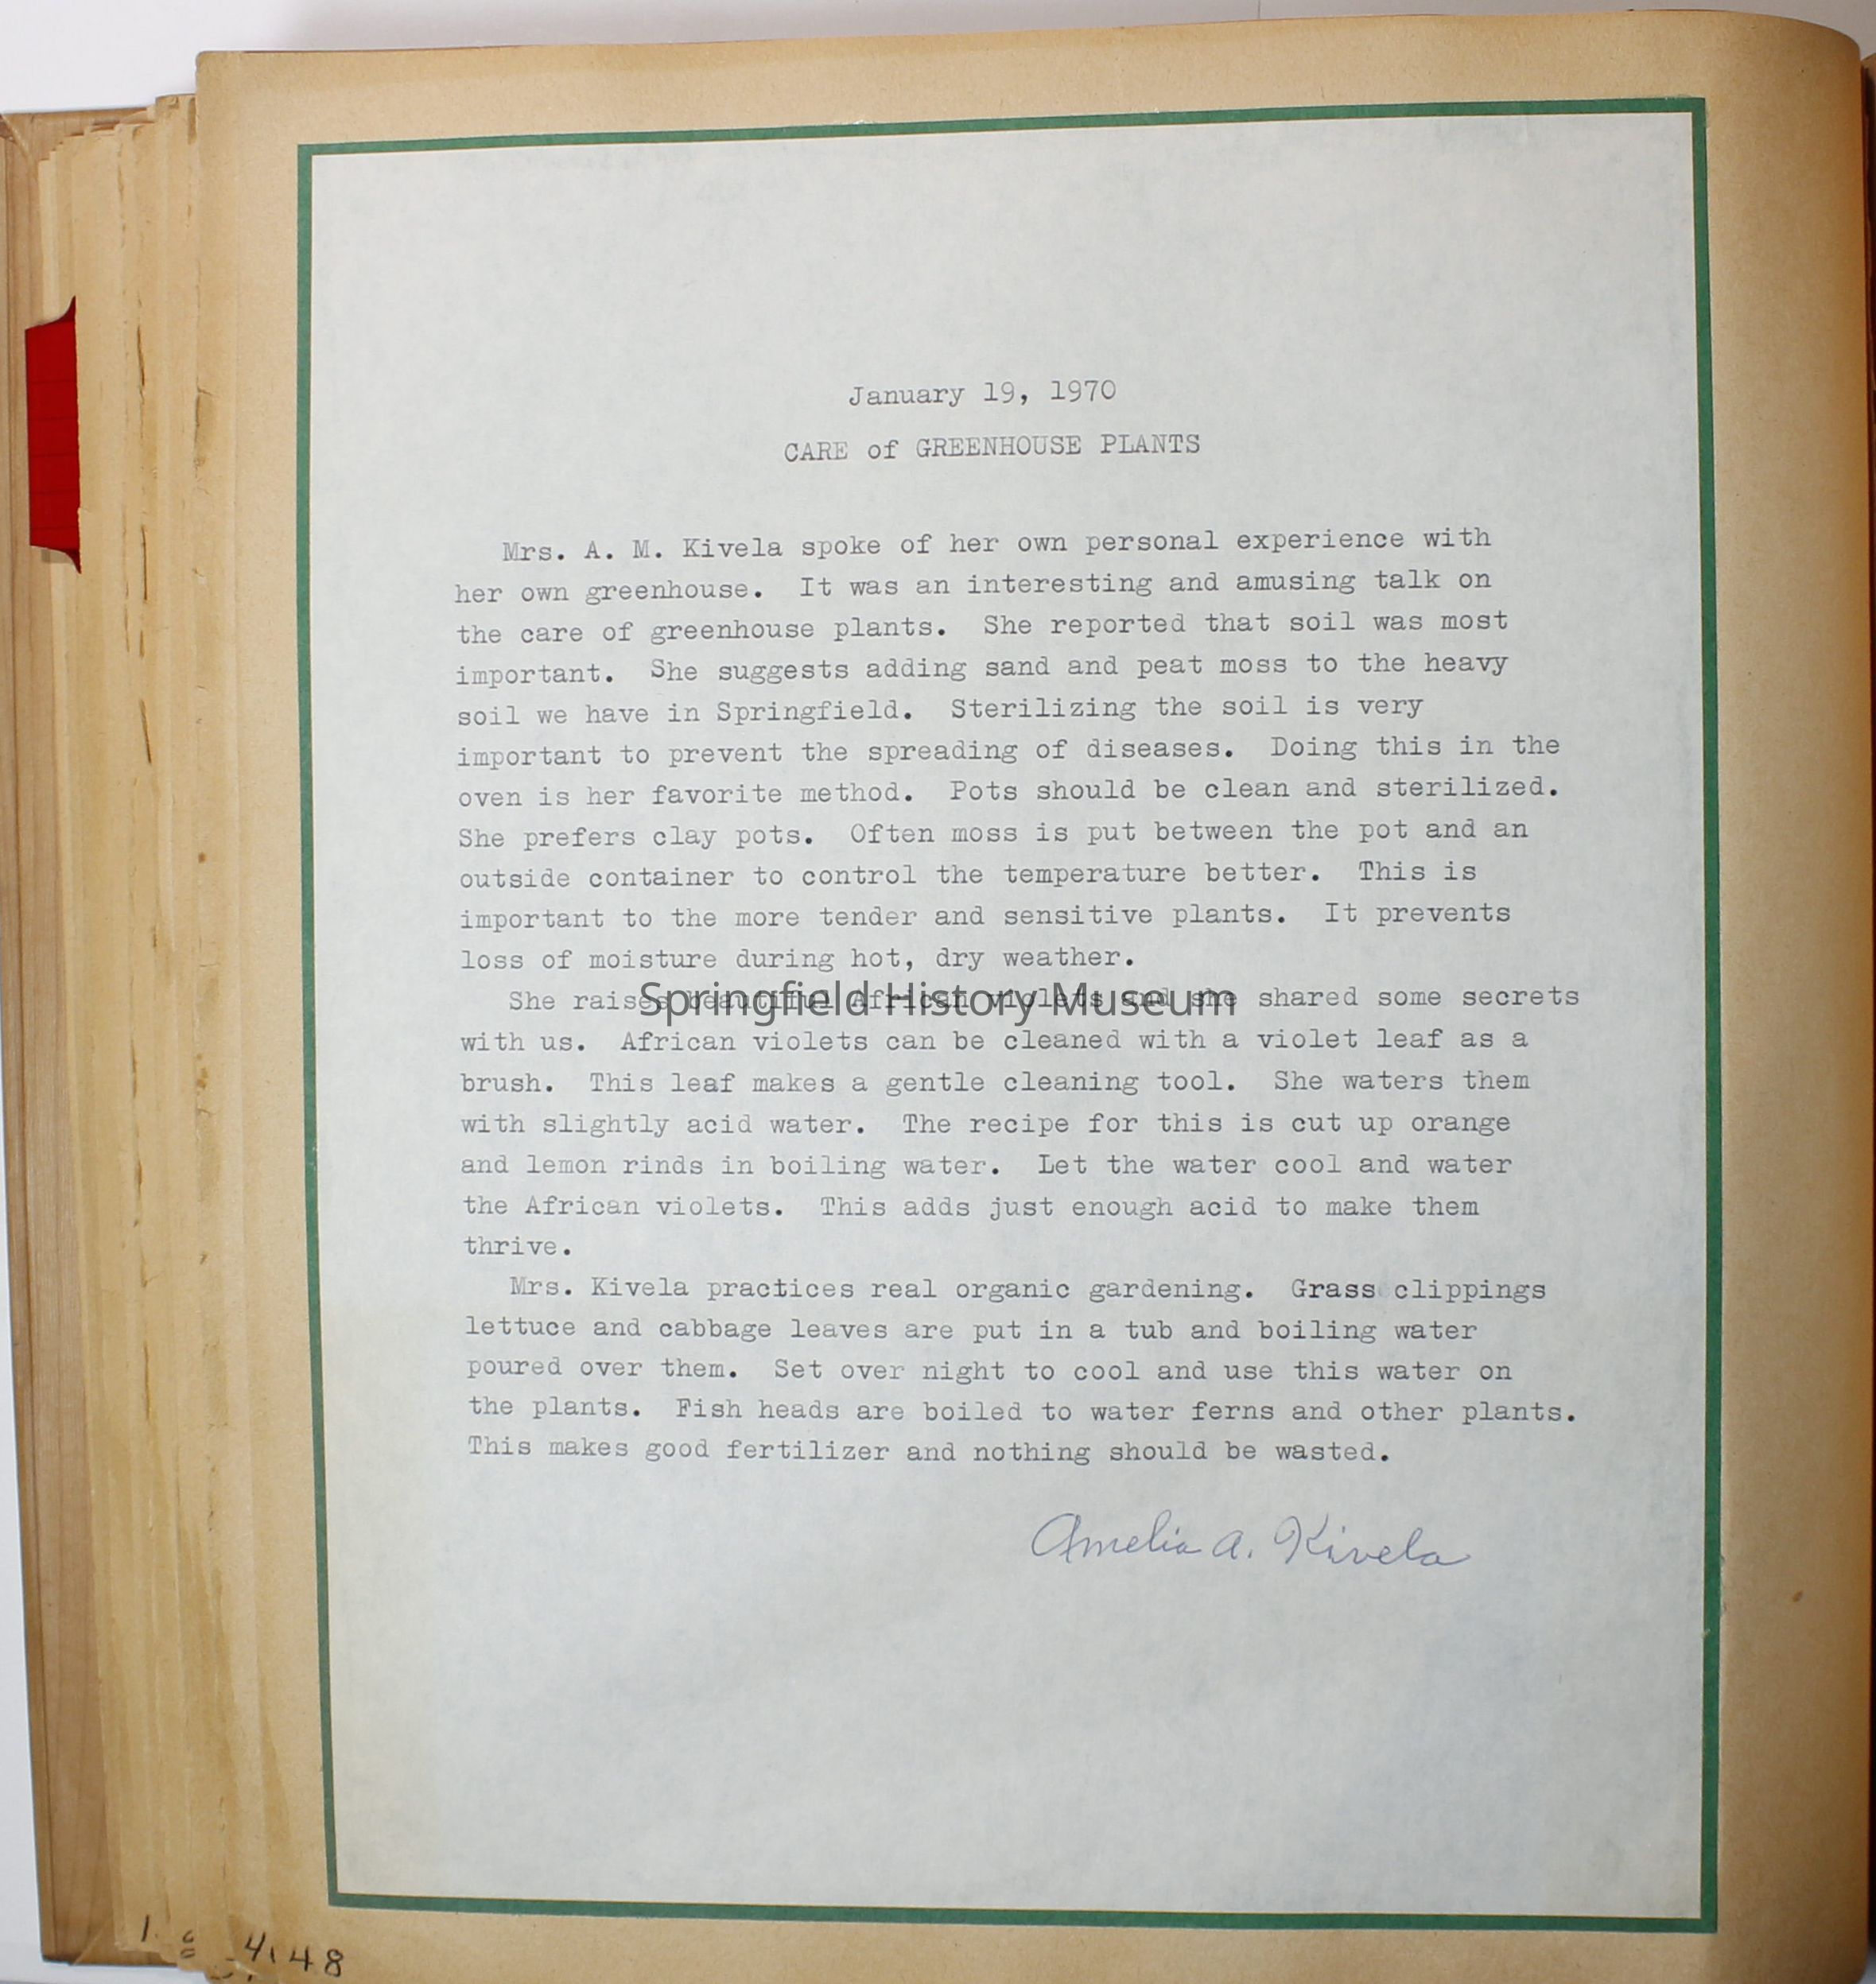 January 19, 1970
CARE of GREENHOUSE PLANTS
Mrs. A. M. Kivela spoke of her own personal experience with
her own greenhouse. It was an interesting and amusing talk on
the care of greenhouse plants. She reported that soil was most
important. She suggests adding sand and peat moss to the heavy
soil we have in Springfield. Sterilizing the soil is very
important to prevent the spreading of diseases. Doing this in the
oven is her favorite method. Pots should be clean and sterilized.
She prefers clay pots. Often moss is put between the pot and an
outside container to control the temperature better. This is
important to the more tender and sensitive plants. It prevents
loss of moisture during hot, dry weather.
She raises beautiful African violets and she shared some secrets
Springfield History Museum
with us. African violets can be cleaned with a violet leaf as a
brush. This leaf makes a gentle cleaning tool. She waters them
with slightly acid water. The recipe for this is cut up orange
and lemon rinds in boiling water. Let the water cool and water
the African violets. This adds just enough acid to make them
thrive.
Mrs. Kivela practices real organic gardening. Grass clippings
lettuce and cabbage leaves are put in a tub and boiling water
poured over them. Set over night to cool and use this water on
the plants. Fish heads are boiled to water ferns and other plants.
This makes good fertilizer and nothing should be wasted.
Amelia A. Kivela
4.48